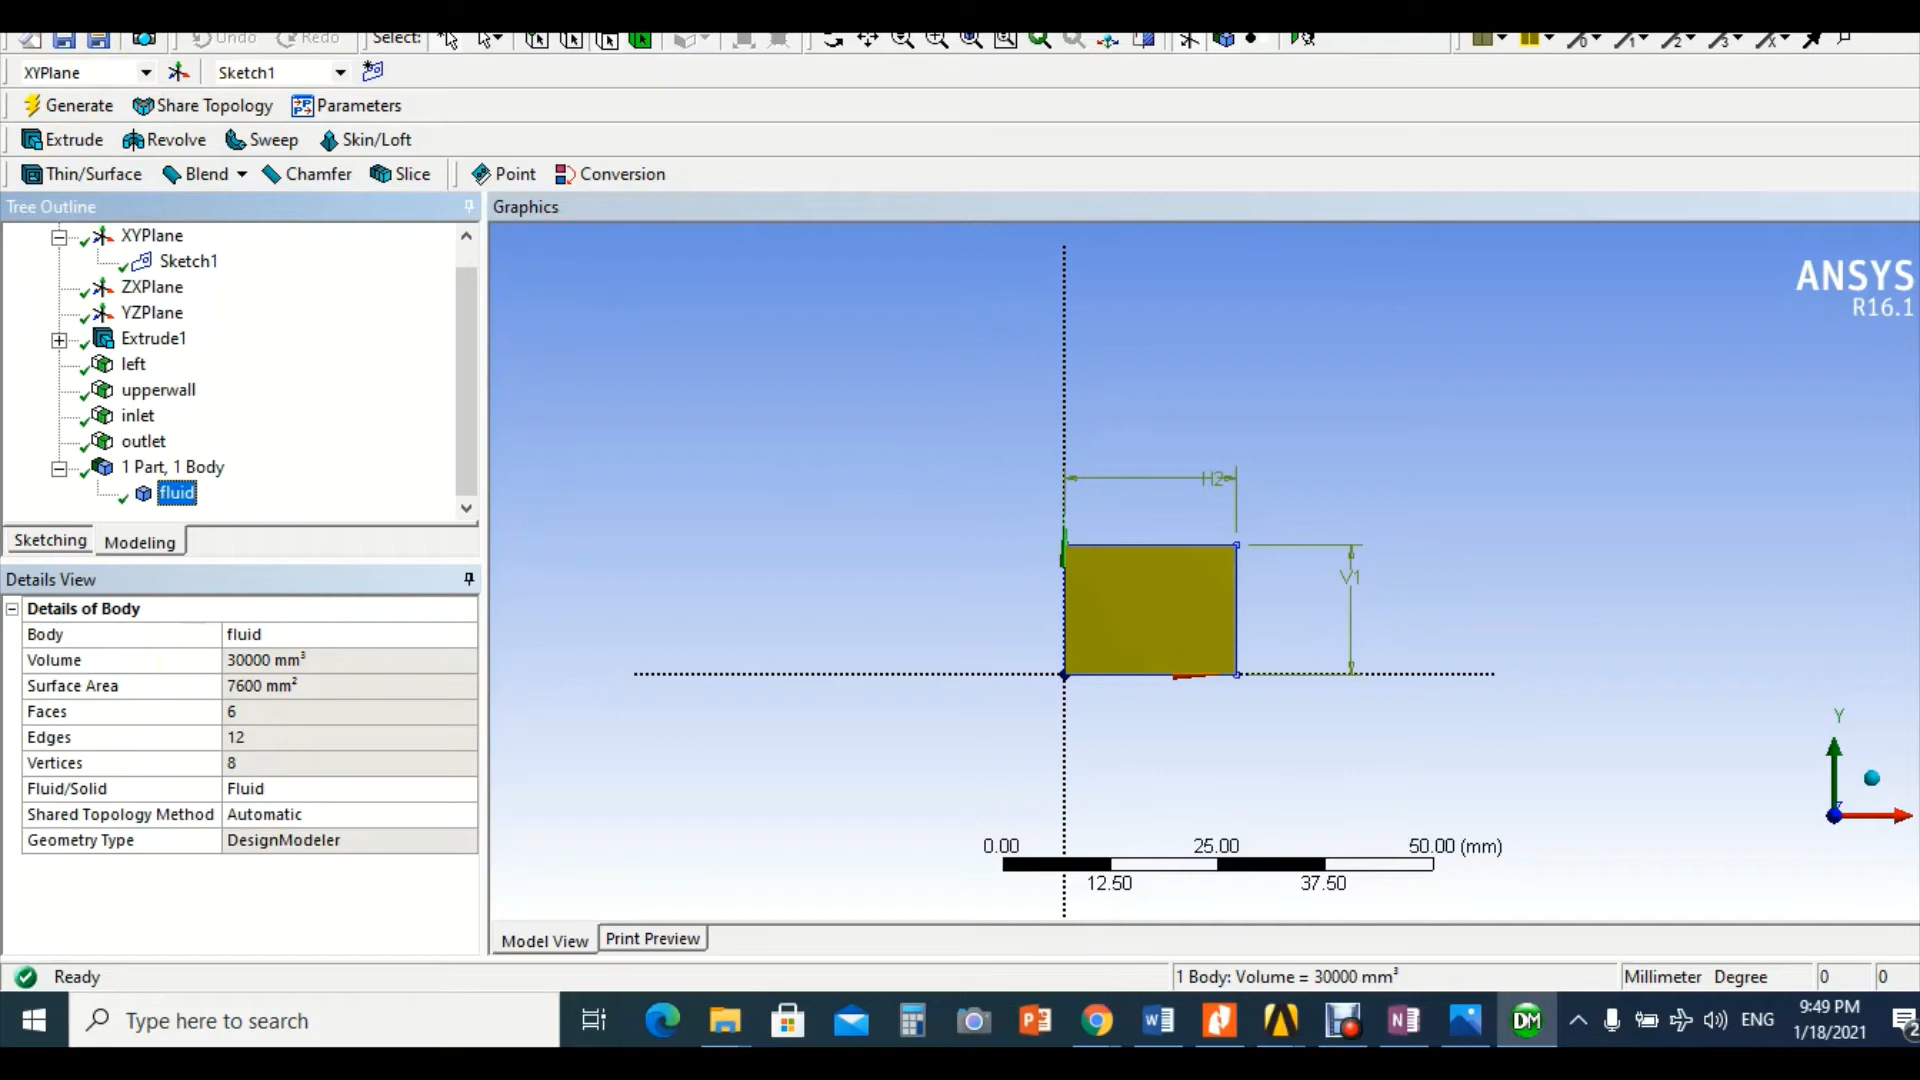 Undo Redo Select:
XYPlane Sketch1
Generate Share Topology Parameters
Extrude Revolve Sweep Skin/Loft
Thin/Surface Blend Chamfer Slice Point Conversion
Tree Outline
XYPlane
Sketch1
ZXPlane
YZPlane
Extrude1
left
upperwall
inlet
outlet
1 Part, 1 Body
fluid
Sketching Modeling
Details View
Details of Body
Body fluid
Volume 30000 mm³
Surface Area 7600 mm²
Faces 6
Edges 12
Vertices 8
Fluid/Solid Fluid
Shared Topology Method Automatic
Geometry Type DesignModeler
Graphics
ANSYS
R16.1
H2
V1
Y
0.00 25.00 50.00 (mm)
12.50 37.50
Model View Print Preview
Ready 1 Body: Volume = 30000 mm³ Millimeter Degree 0 0
Type here to search ENG
9:49 PM
1/18/2021